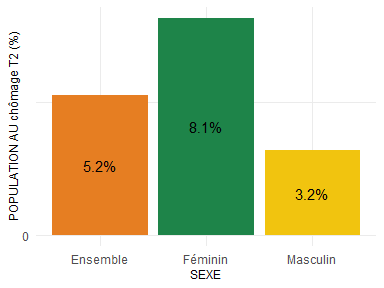 POPULATION AU chômage T2 (%)
8.1%
5.2%
3.2%
0
Ensemble Féminin Masculin
SEXE